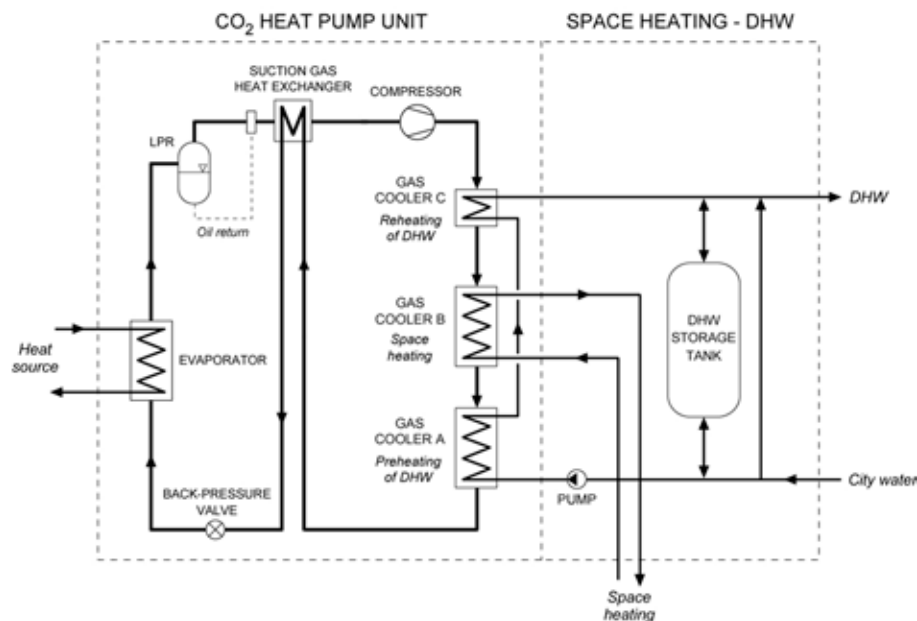 CO₂ HEAT PUMP UNIT
SPACE HEATING - DHW
SUCTION GAS
HEAT EXCHANGER
COMPRESSOR
LPR
Oil return
GAS
COOLER C
Reheating
of DHW
DHW
GAS
COOLER B
Space
heating
DHW
STORAGE
TANK
Heat
source
EVAPORATOR
GAS
COOLER A
Preheating
of DHW
BACK-PRESSURE
VALVE
PUMP
City water
Space
heating